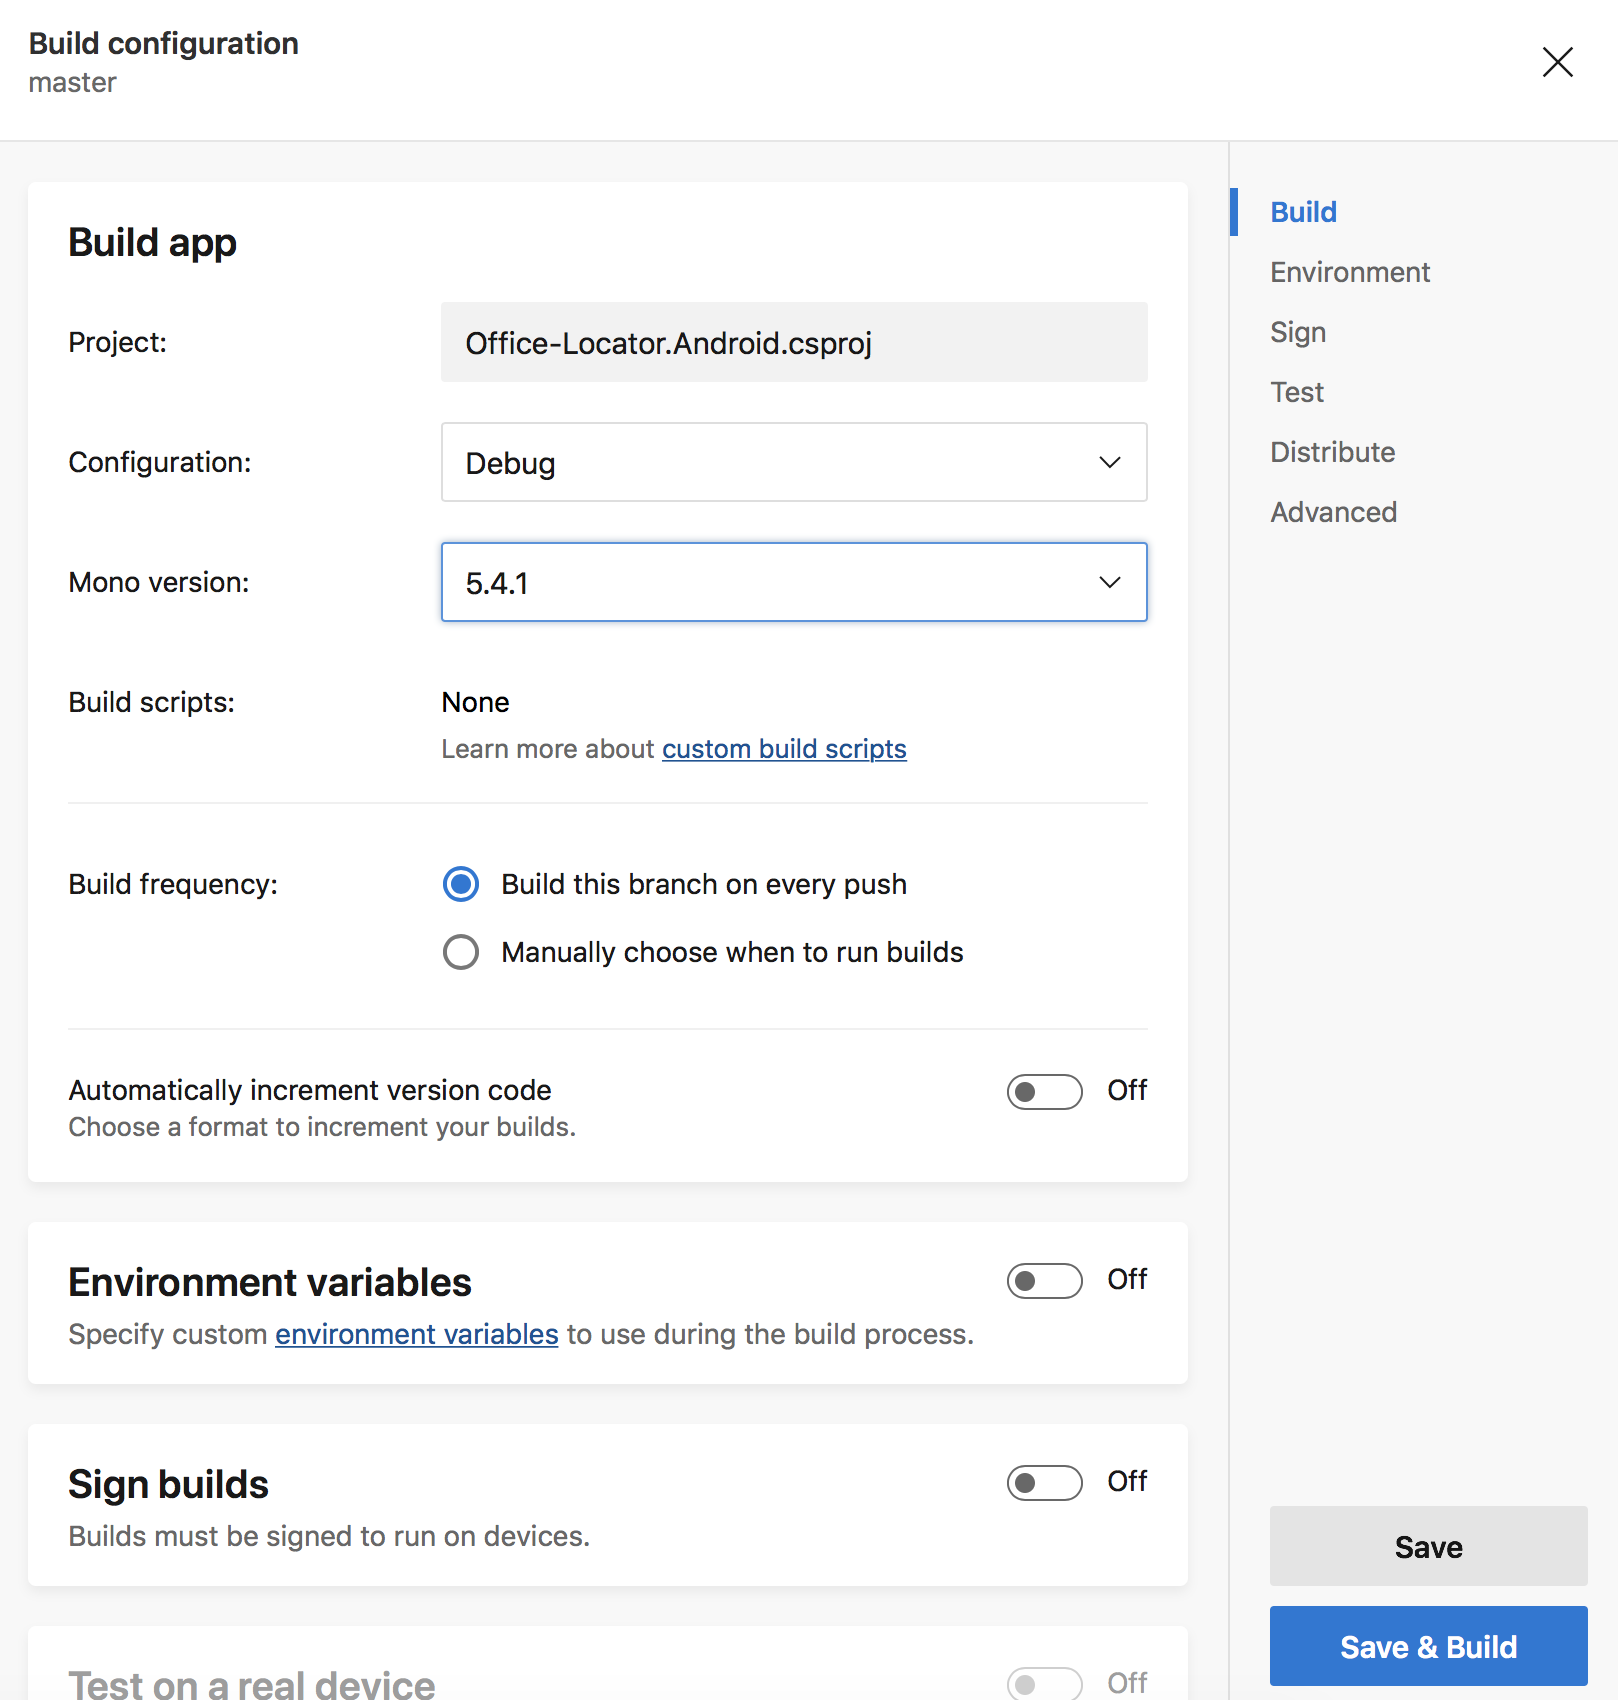 Build configuration
master
Build app
Project:
Office-Locator.Android.csproj
Configuration:
Debug
Mono version:
5.4.1
Build scripts:
None
Learn more about custom build scripts
Build frequency:
Build this branch on every push
Manually choose when to run builds
Automatically increment version code
Off
Choose a format to increment your builds.
Environment variables
Off
Specify custom environment variables to use during the build process.
Sign builds
Off
Builds must be signed to run on devices.
Test on a real device
Off
Build
Environment
Sign
Test
Distribute
Advanced
Save
Save & Build